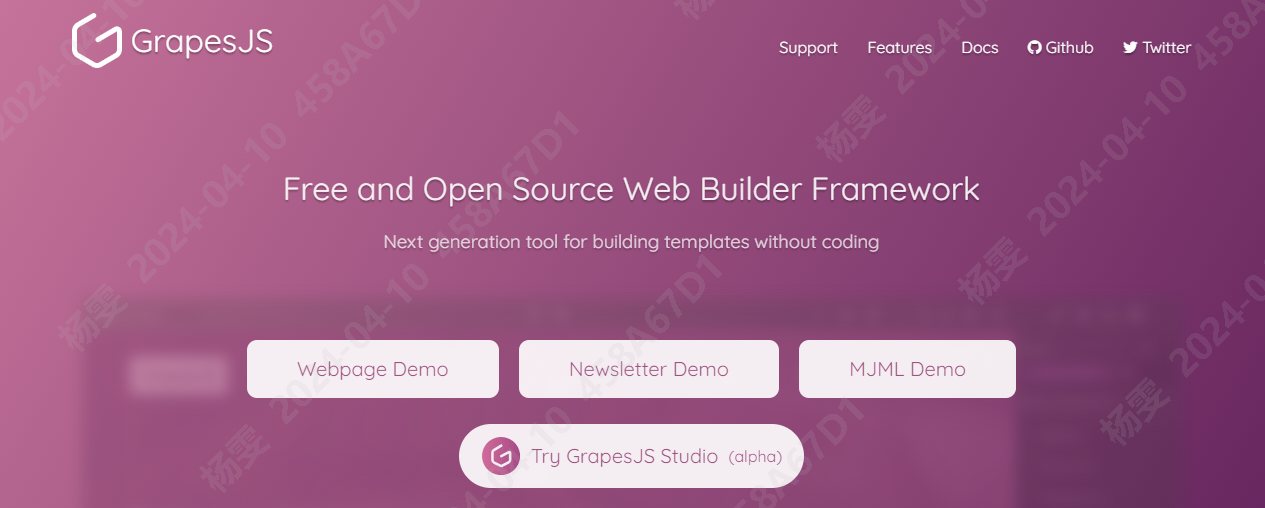 GrapesJS
Support Features Docs Github Twitter
Free and Open Source Web Builder Framework
Next generation tool for building templates without coding
Webpage Demo Newsletter Demo MJML Demo
Try GrapesJS Studio (alpha)
杨雯 2024-04-10 458A67D1